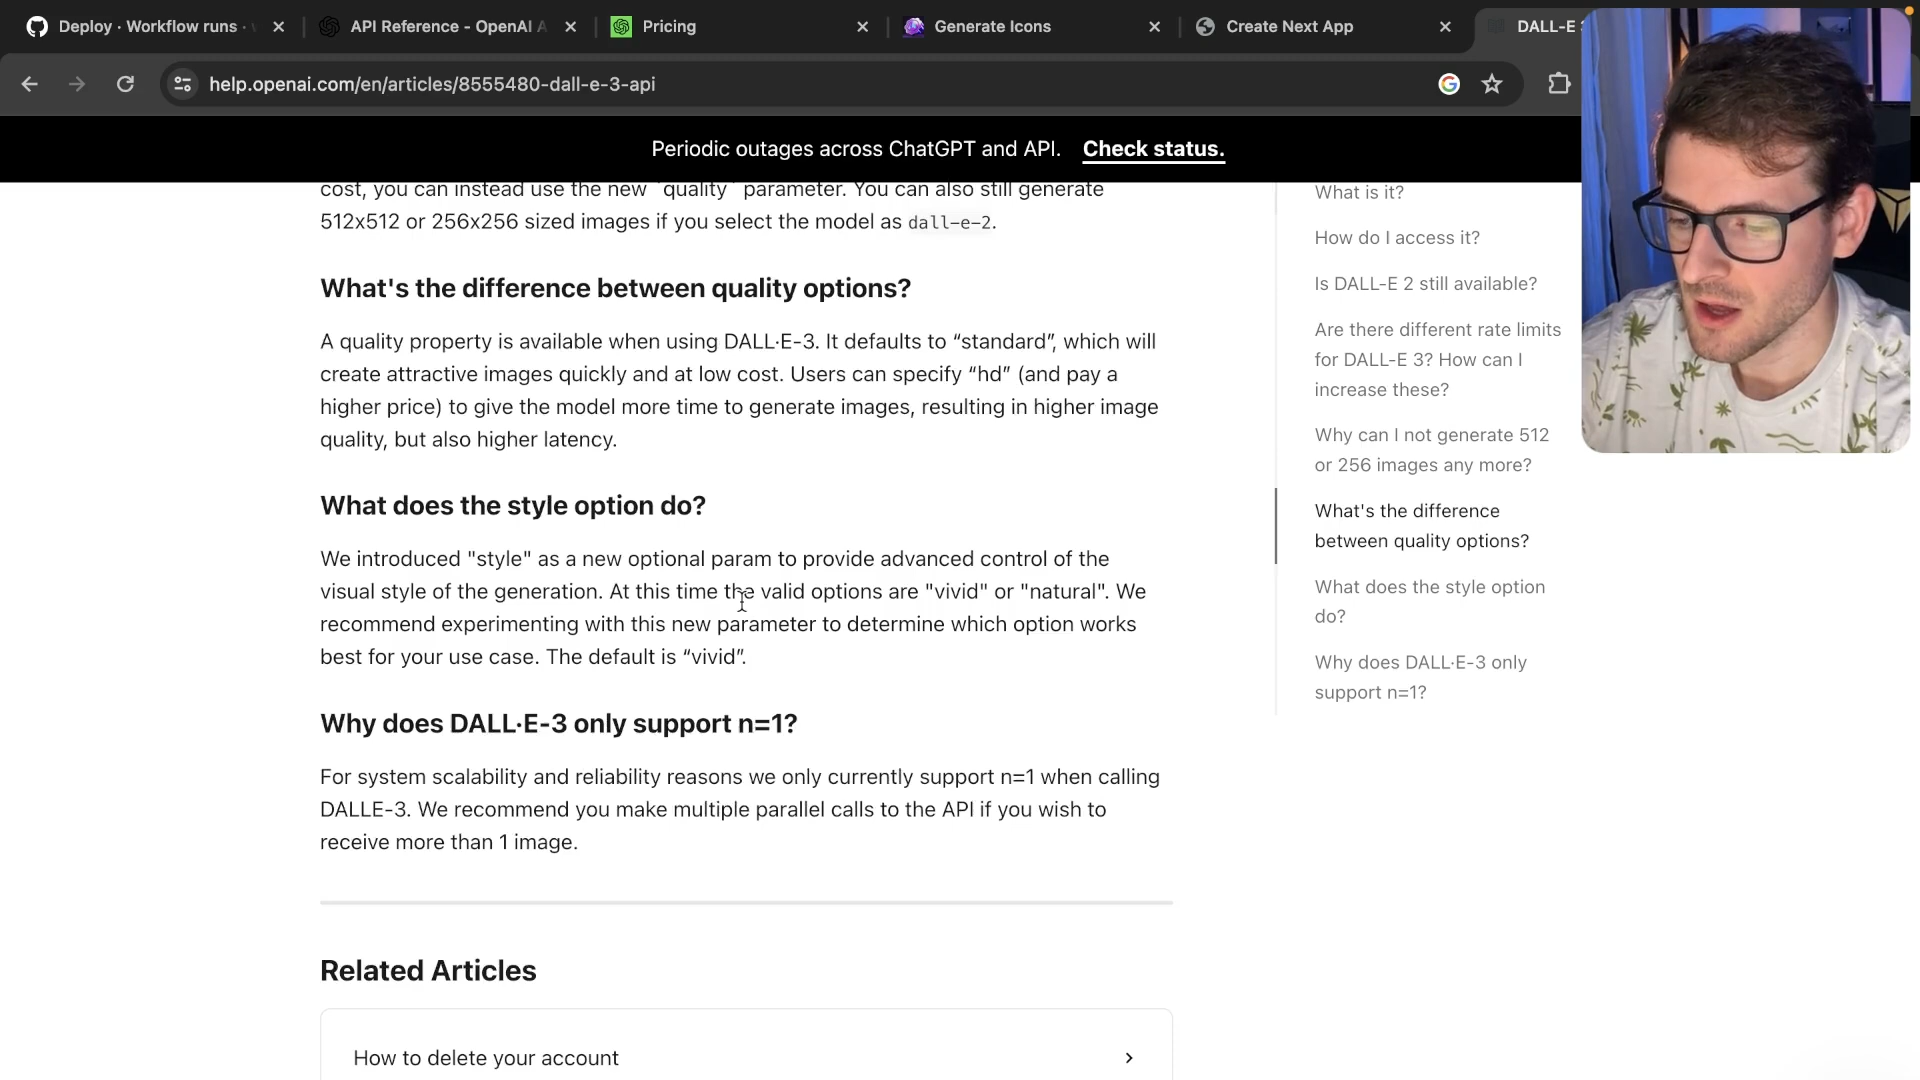 Deploy · Workflow runs ·
API Reference - OpenAI A
Pricing
Generate Icons
Create Next App
DALL-E
help.openai.com/en/articles/8555480-dall-e-3-api
Periodic outages across ChatGPT and API. Check status.
cost, you can instead use the new `quality` parameter. You can also still generate
512x512 or 256x256 sized images if you select the model as dall-e-2.
What's the difference between quality options?
A quality property is available when using DALL·E-3. It defaults to “standard”, which will
create attractive images quickly and at low cost. Users can specify “hd” (and pay a
higher price) to give the model more time to generate images, resulting in higher image
quality, but also higher latency.
What does the style option do?
We introduced "style" as a new optional param to provide advanced control of the
visual style of the generation. At this time the valid options are "vivid" or "natural". We
recommend experimenting with this new parameter to determine which option works
best for your use case. The default is “vivid”.
Why does DALL·E-3 only support n=1?
For system scalability and reliability reasons we only currently support n=1 when calling
DALLE-3. We recommend you make multiple parallel calls to the API if you wish to
receive more than 1 image.
Related Articles
How to delete your account
What is it?
How do I access it?
Is DALL-E 2 still available?
Are there different rate limits
for DALL-E 3? How can I
increase these?
Why can I not generate 512
or 256 images any more?
What's the difference
between quality options?
What does the style option
do?
Why does DALL·E-3 only
support n=1?